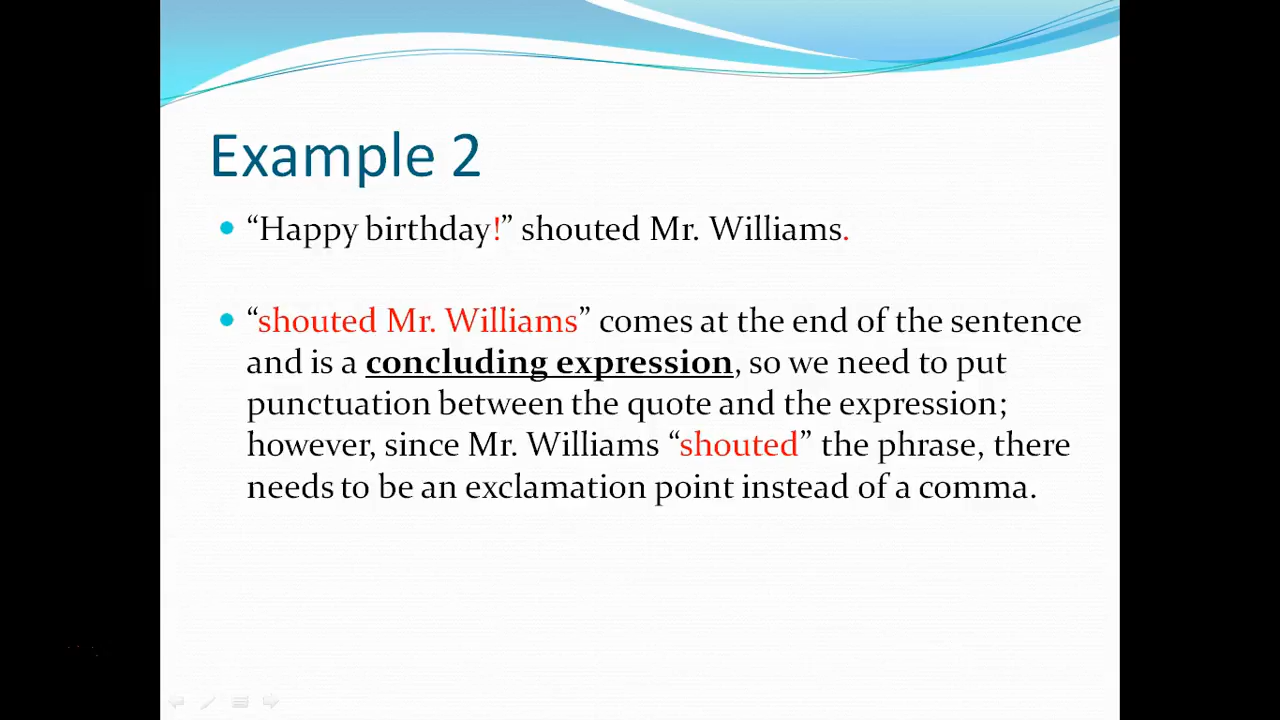 Example 2
“Happy birthday!” shouted Mr. Williams.
“shouted Mr. Williams” comes at the end of the sentence
and is a concluding expression, so we need to put
punctuation between the quote and the expression;
however, since Mr. Williams “shouted” the phrase, there
needs to be an exclamation point instead of a comma.